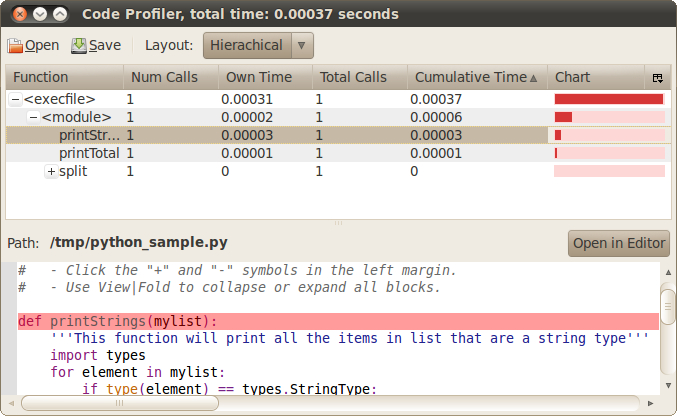 Code Profiler, total time: 0.00037 seconds
Open Save Layout: Hierachical
Function Num Calls Own Time Total Calls Cumulative Time Chart
<execfile> 1 0.00031 1 0.00037
<module> 1 0.00002 1 0.00006
printStr... 1 0.00003 1 0.00003
printTotal 1 0.00001 1 0.00001
split 1 0 1 0
Path: /tmp/python_sample.py Open in Editor
#   - Click the "+" and "-" symbols in the left margin.
#   - Use View|Fold to collapse or expand all blocks.
def printStrings(mylist):
    '''This function will print all the items in list that are a string type'''
    import types
    for element in mylist:
        if type(element) == types.StringType: